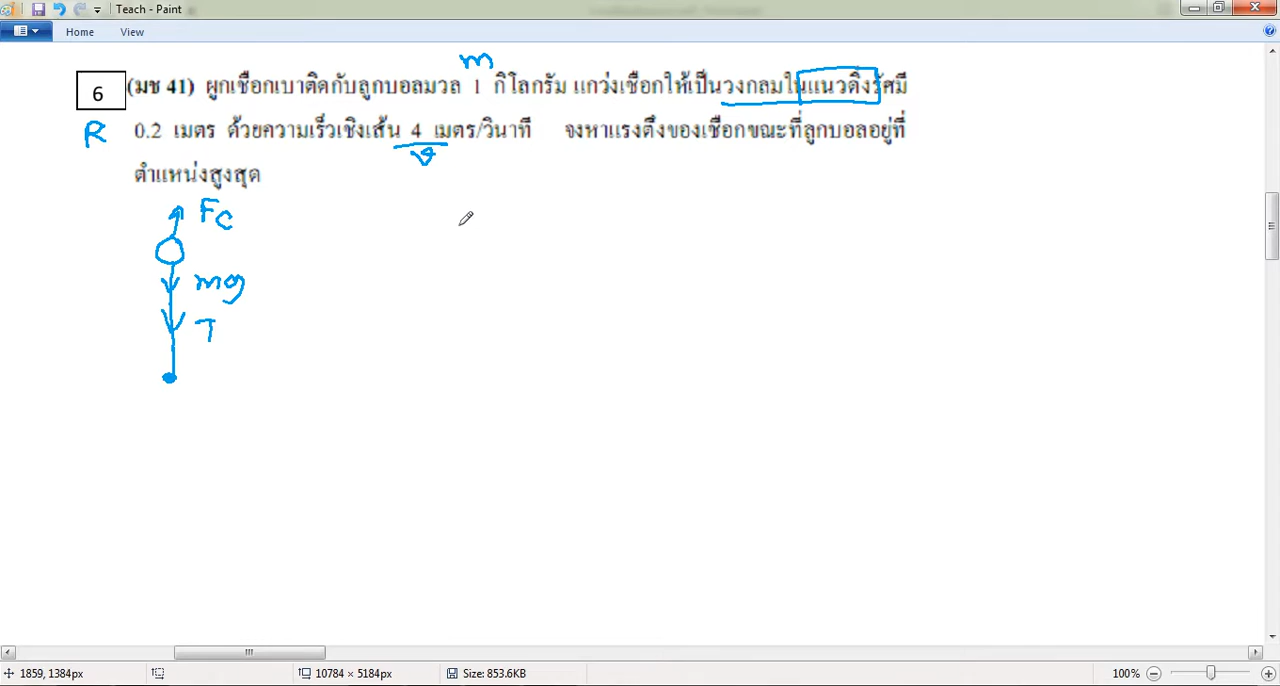 Teach - Paint
Home View
m
6 (มช 41) ผูกเชือกเบาติดกับลูกบอลมวล 1 กิโลกรัม แกว่งเชือกให้เป็นวงกลมในแนวดิ่งรัศมี
R 0.2 เมตร ด้วยความเร็วเชิงเส้น 4 เมตร/วินาที จงหาแรงตึงของเชือกขณะที่ลูกบอลอยู่ที่
v
ตำแหน่งสูงสุด
Fc
mg
T
1859, 1384px 10784 × 5184px Size: 853.6KB 100%